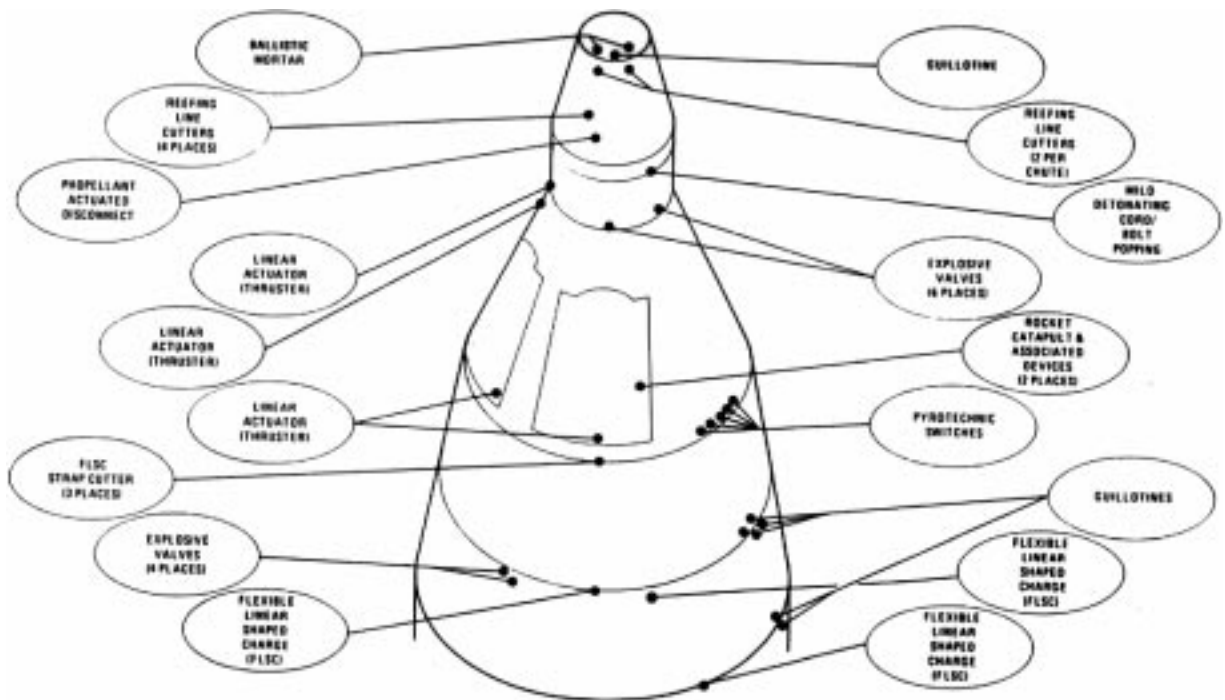 BALLISTIC
MORTAR
GUILLOTINE
REEFING
LINE
CUTTERS
(4 PLACES)
REEFING
LINE
CUTTERS
(2 PER
CHUTE)
PROPELLANT
ACTUATED
DISCONNECT
MILD
DETONATING
CORD/
BOLT
POPPING
LINEAR
ACTUATOR
(THRUSTER)
EXPLOSIVE
VALVES
(6 PLACES)
LINEAR
ACTUATOR
(THRUSTER)
ROCKET
CATAPULT &
ASSOCIATED
DEVICES
(2 PLACES)
LINEAR
ACTUATOR
(THRUSTER)
PYROTECHNIC
SWITCHES
FLSC
STRAP CUTTER
(3 PLACES)
GUILLOTINES
EXPLOSIVE
VALVES
(4 PLACES)
FLEXIBLE
LINEAR
SHAPED
CHARGE
(FLSC)
FLEXIBLE
LINEAR
SHAPED
CHARGE
(FLSC)
FLEXIBLE
LINEAR
SHAPED
CHARGE
(FLSC)